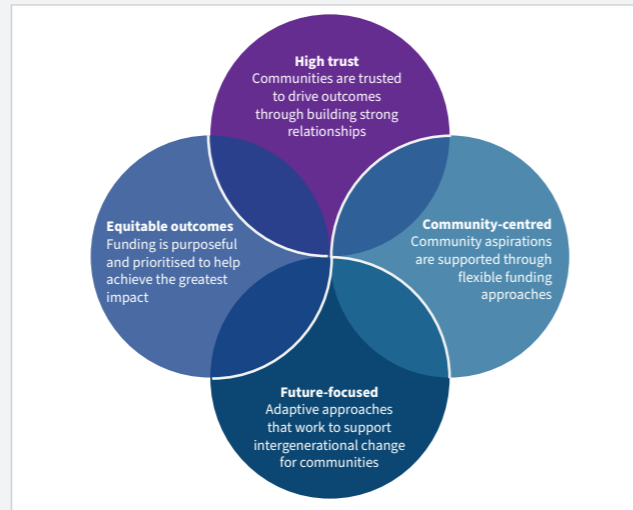 High trust
Communities are trusted
to drive outcomes
through building strong
relationships
Equitable outcomes
Funding is purposeful
and prioritised to help
achieve the greatest
impact
Community-centred
Community aspirations
are supported through
flexible funding
approaches
Future-focused
Adaptive approaches
that work to support
intergenerational change
for communities